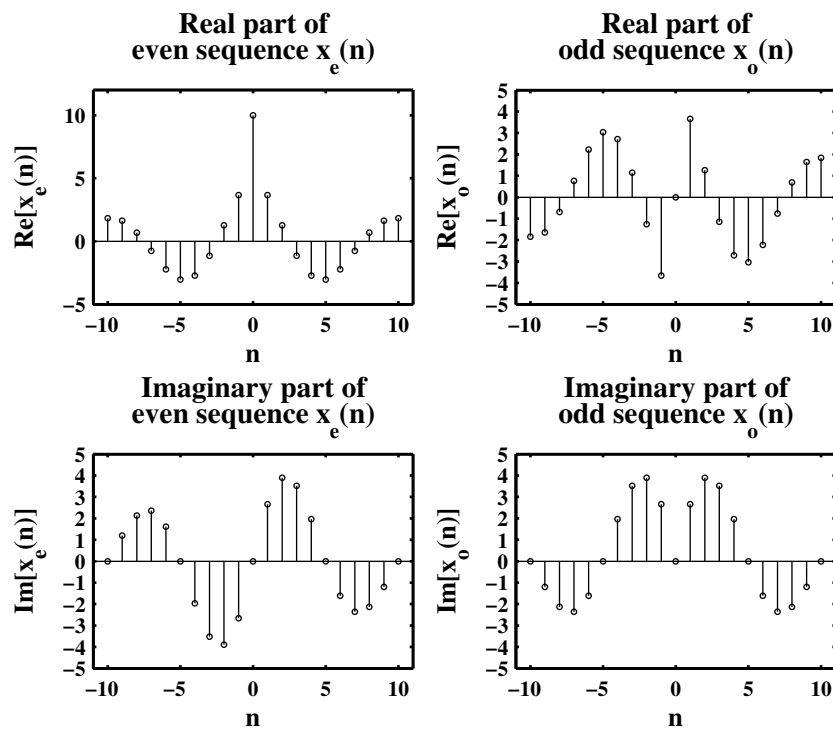 Real part of
even sequence x_e(n)
Re[x_e(n)]
10
5
0
−5
−10 −5 0 5 10
n
Real part of
odd sequence x_o(n)
Re[x_o(n)]
5
4
3
2
1
0
−1
−2
−3
−4
−5
−10 −5 0 5 10
n
Imaginary part of
even sequence x_e(n)
Im[x_e(n)]
5
4
3
2
1
0
−1
−2
−3
−4
−5
−10 −5 0 5 10
n
Imaginary part of
odd sequence x_o(n)
Im[x_o(n)]
5
4
3
2
1
0
−1
−2
−3
−4
−5
−10 −5 0 5 10
n